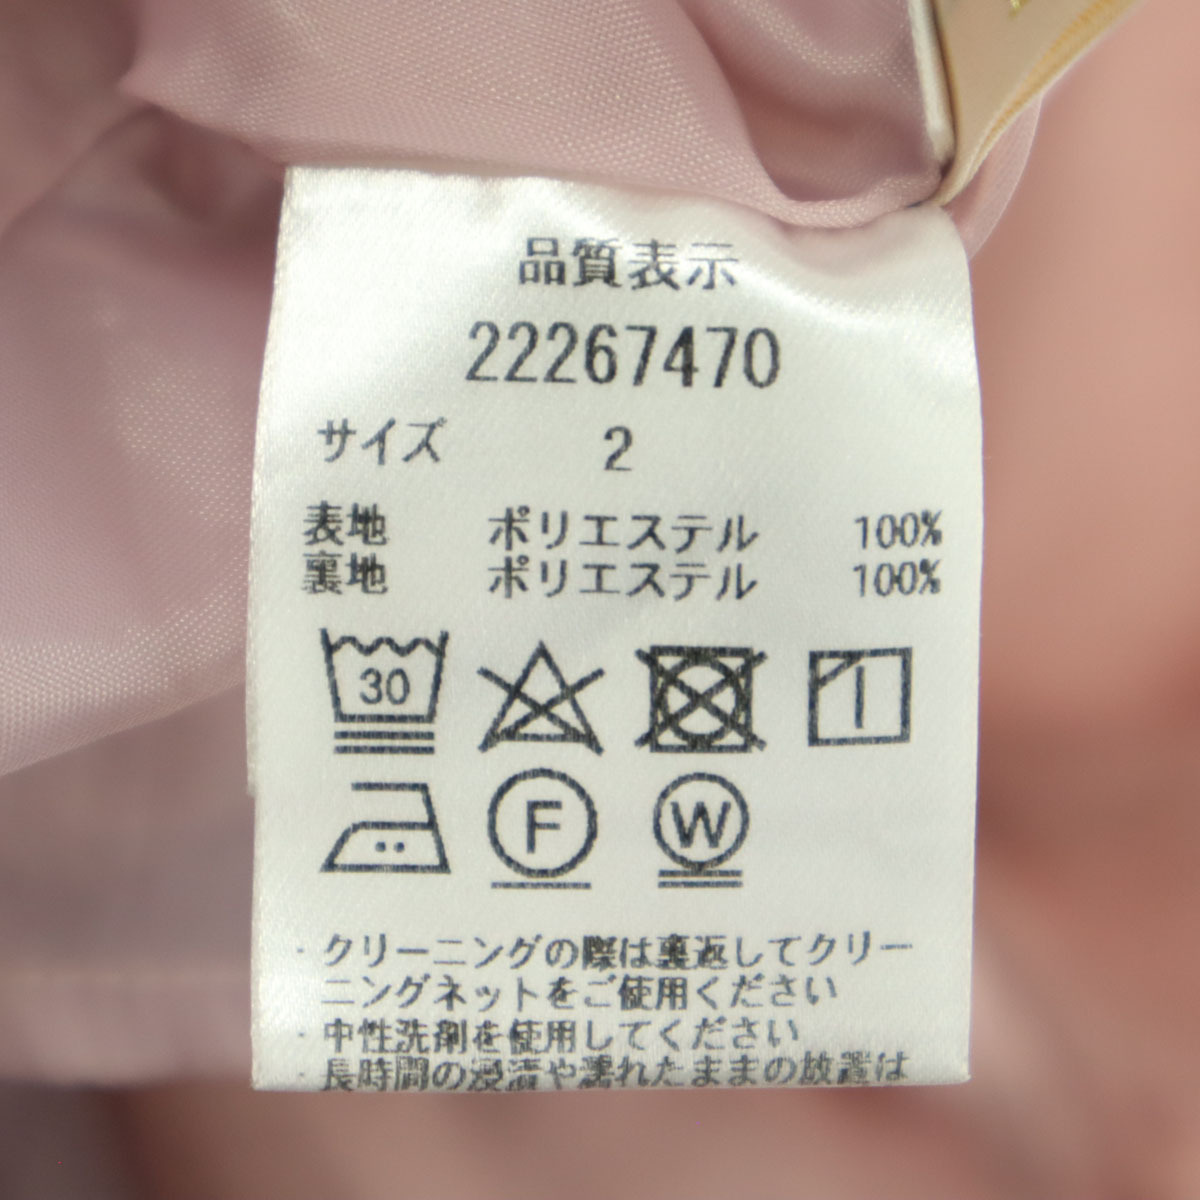 品質表示
22267470
サイズ 2
表地 ポリエステル 100%
裏地 ポリエステル 100%
30
F W
・クリーニングの際は裏返してクリー
ニングネットをご使用ください
・中性洗剤を使用してください
・長時間の浸漬や濡れたままの放置は